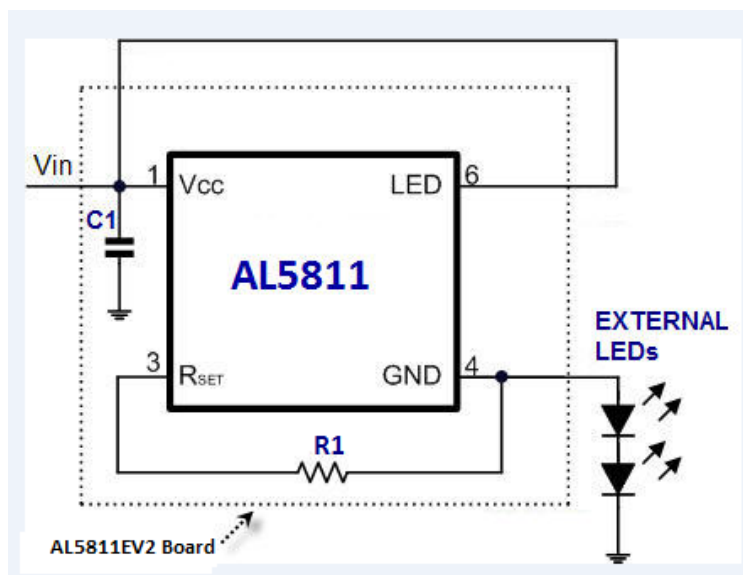 Vin
1
Vcc
LED
6
C1
AL5811
EXTERNAL
LEDs
3
RSET
GND
4
R1
AL5811EV2 Board